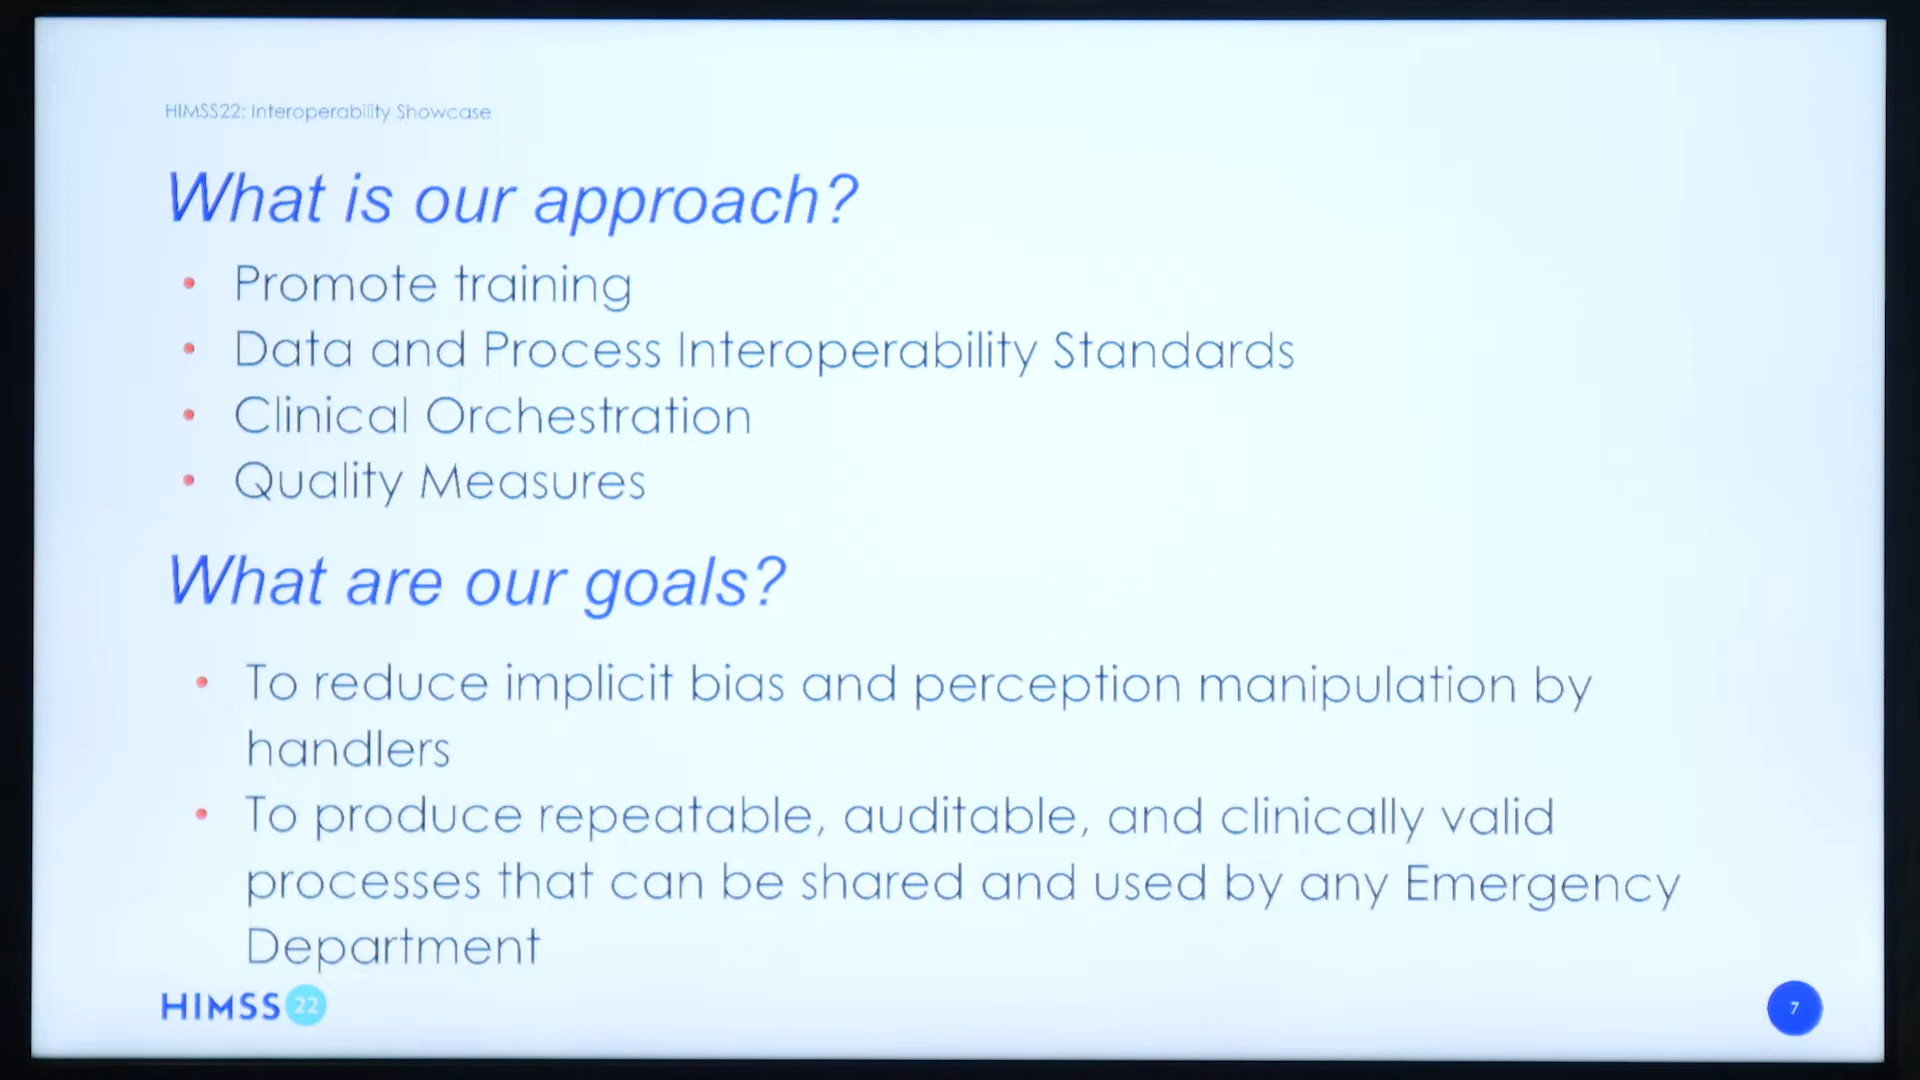 HIMSS22: Interoperability Showcase
What is our approach?
• Promote training
• Data and Process Interoperability Standards
• Clinical Orchestration
• Quality Measures
What are our goals?
• To reduce implicit bias and perception manipulation by
handlers
• To produce repeatable, auditable, and clinically valid
processes that can be shared and used by any Emergency
Department
HIMSS 22
7